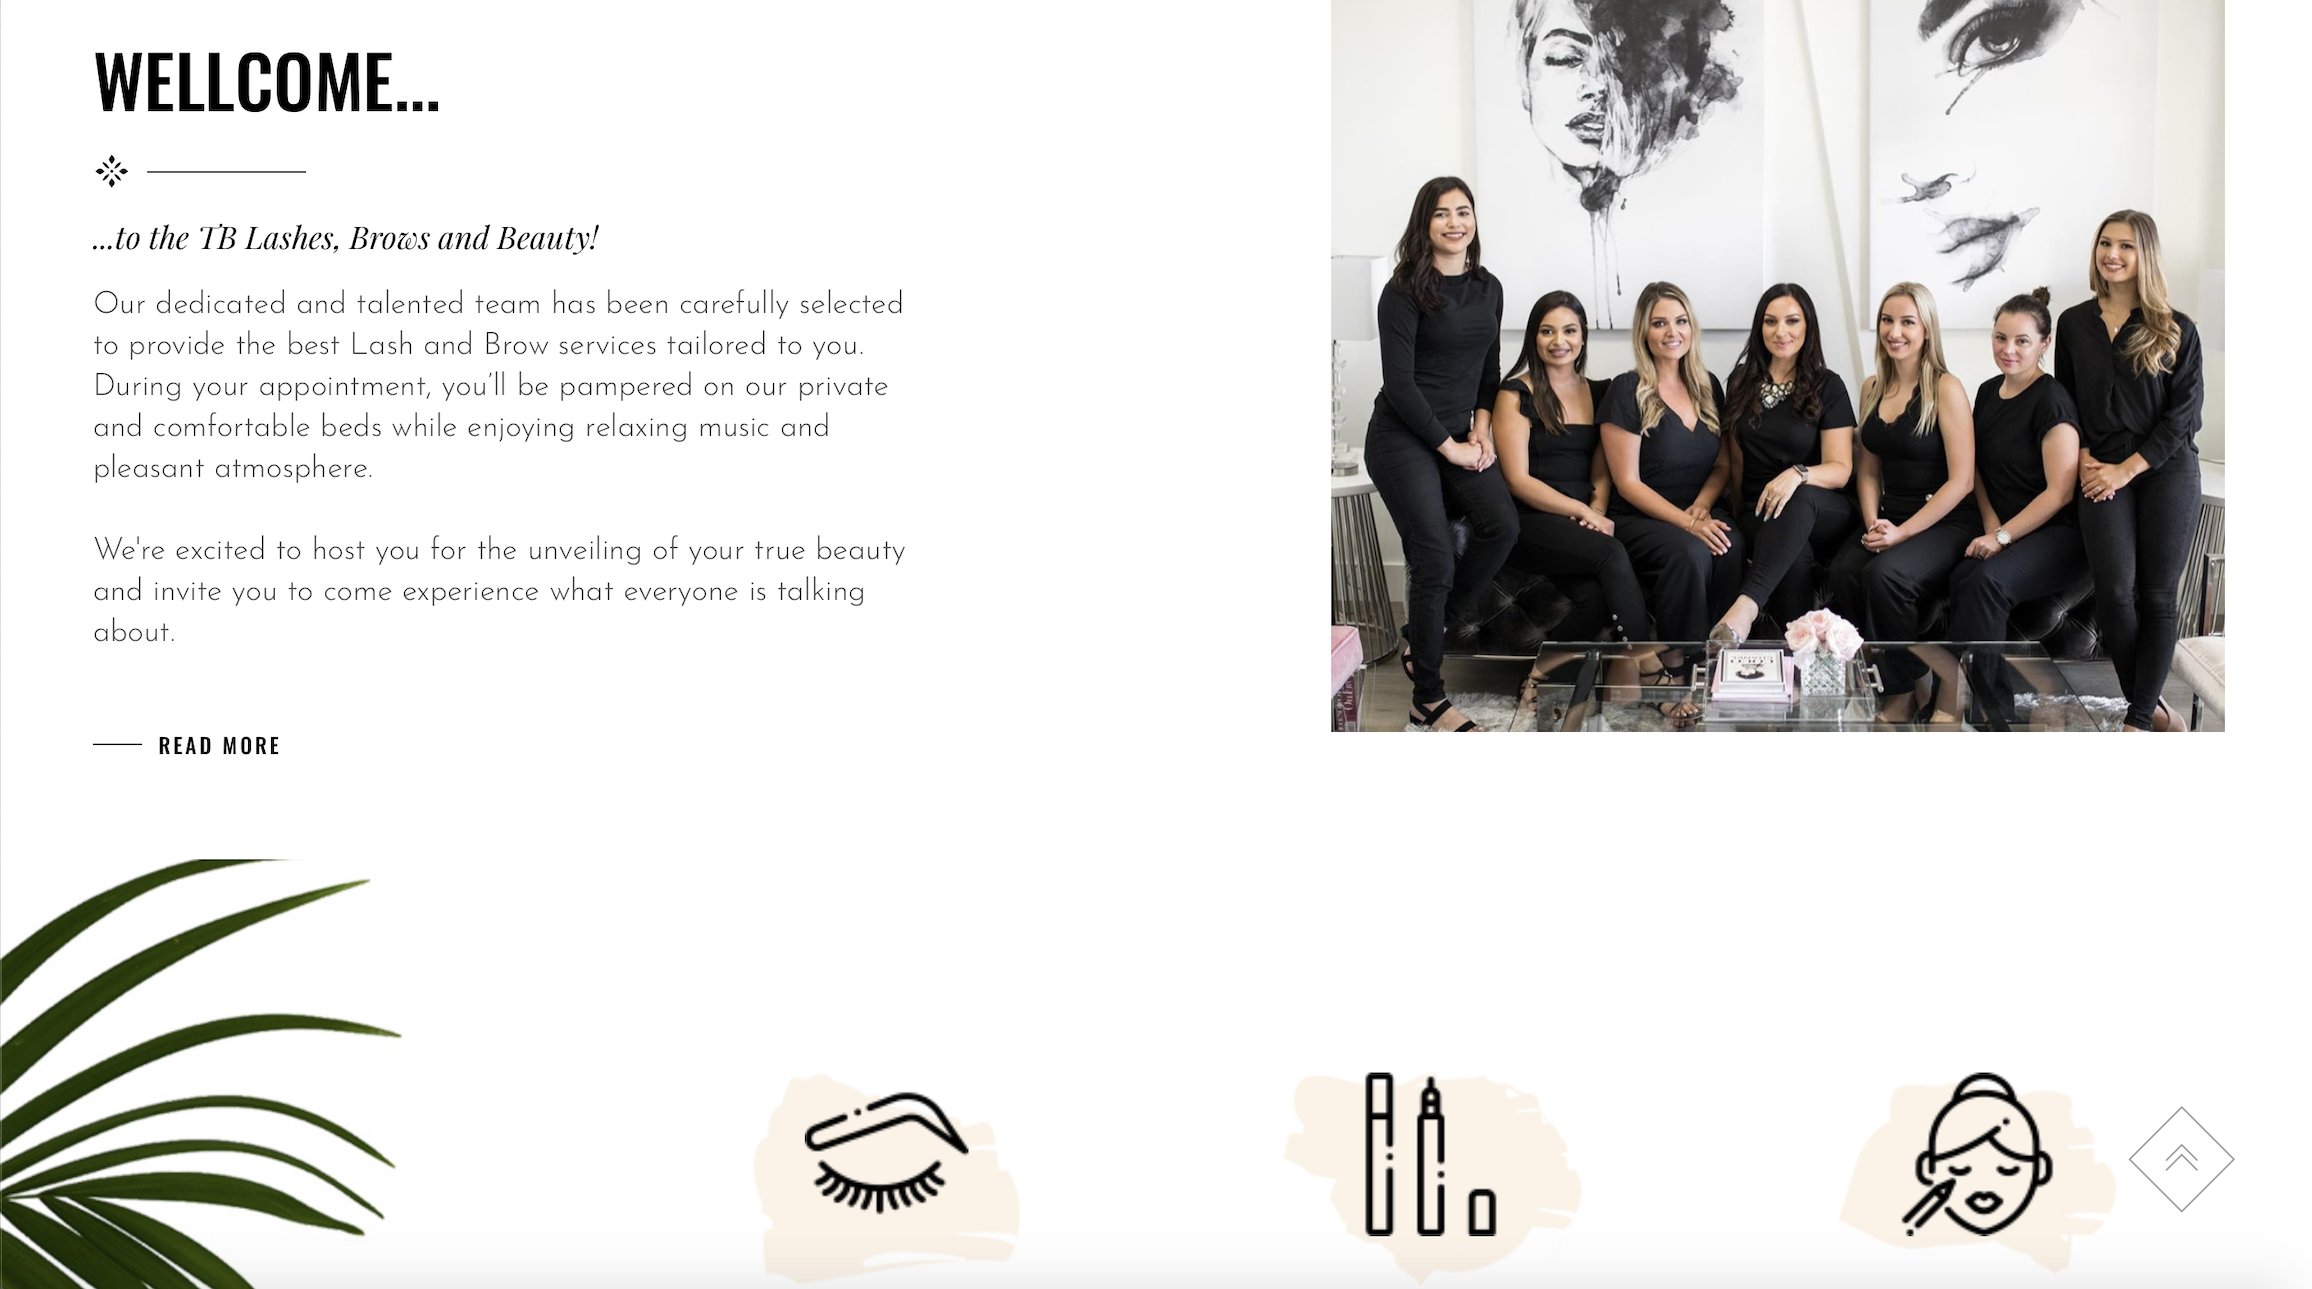 WELLCOME...
...to the TB Lashes, Brows and Beauty!
Our dedicated and talented team has been carefully selected
to provide the best Lash and Brow services tailored to you.
During your appointment, you'll be pampered on our private
and comfortable beds while enjoying relaxing music and
pleasant atmosphere.
We're excited to host you for the unveiling of your true beauty
and invite you to come experience what everyone is talking
about.
READ MORE